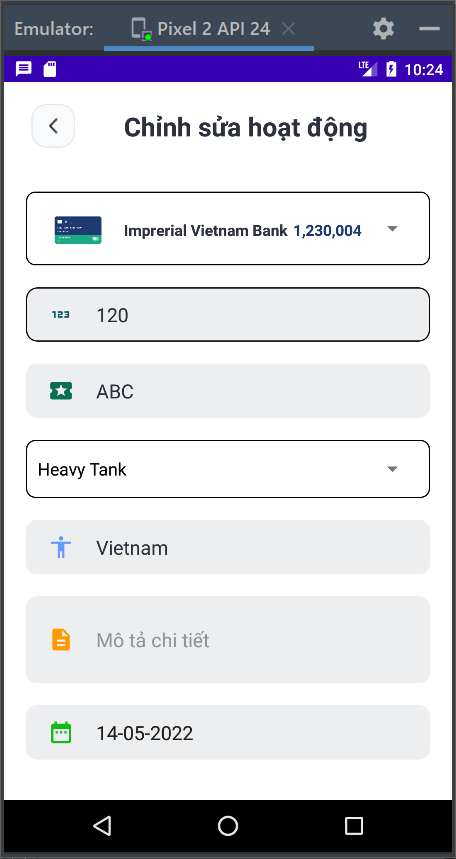 Emulator: Pixel 2 API 24
LTE 10:24
Chỉnh sửa hoạt động
Imprerial Vietnam Bank 1,230,004
123 120
ABC
Heavy Tank
Vietnam
Mô tả chi tiết
14-05-2022